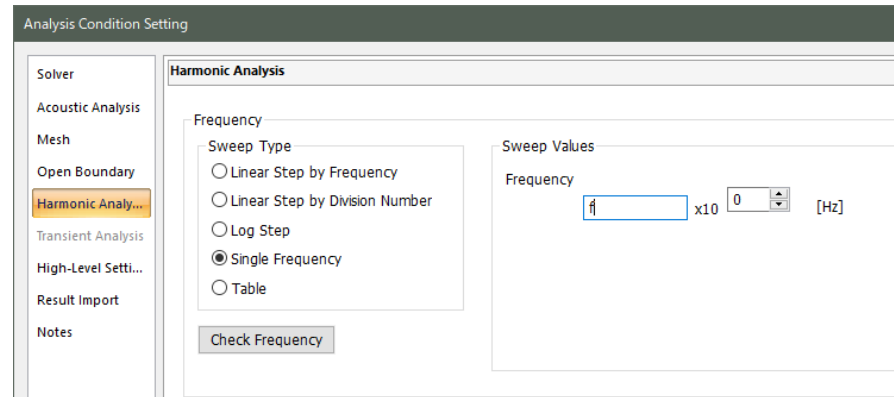 Analysis Condition Setting
Solver
Acoustic Analysis
Mesh
Open Boundary
Harmonic Analy...
Transient Analysis
High-Level Setti...
Result Import
Notes
Harmonic Analysis
Frequency
Sweep Type
Linear Step by Frequency
Linear Step by Division Number
Log Step
Single Frequency
Table
Check Frequency
Sweep Values
Frequency
f x10 0 [Hz]